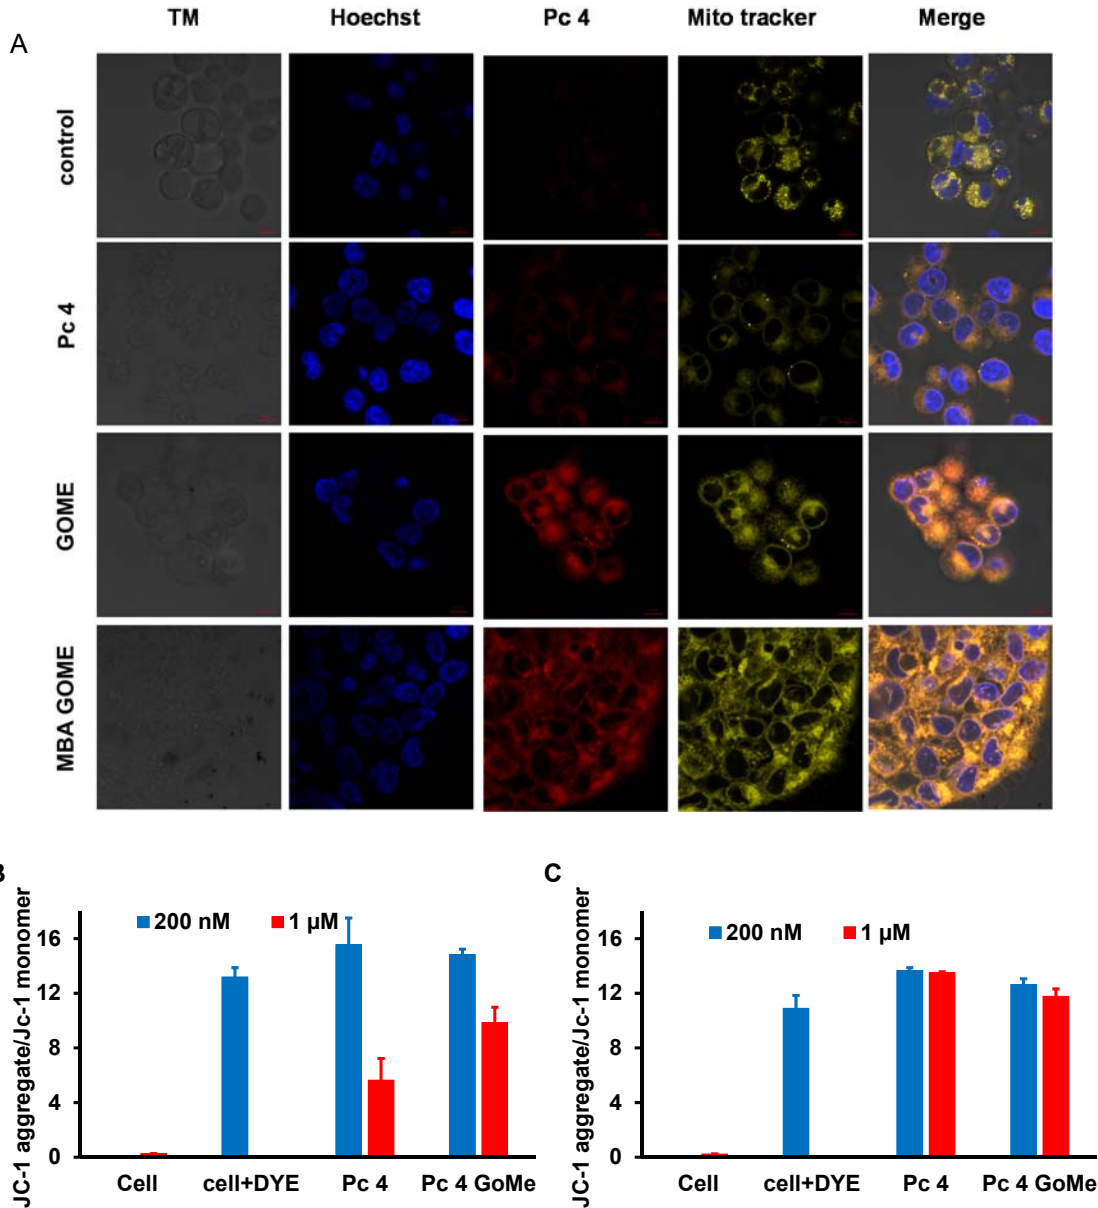 TM Hoechst Pc 4 Mito tracker Merge
A
control
Pc 4
GOME
MBA GOME
B
JC-1 aggregate/Jc-1 monomer
200 nM 1 µM
16
12
8
4
0
Cell cell+DYE Pc 4 Pc 4 GoMe
C
JC-1 aggregate/Jc-1 monomer
200 nM 1 µM
16
12
8
4
0
Cell cell+DYE Pc 4 Pc 4 GoMe